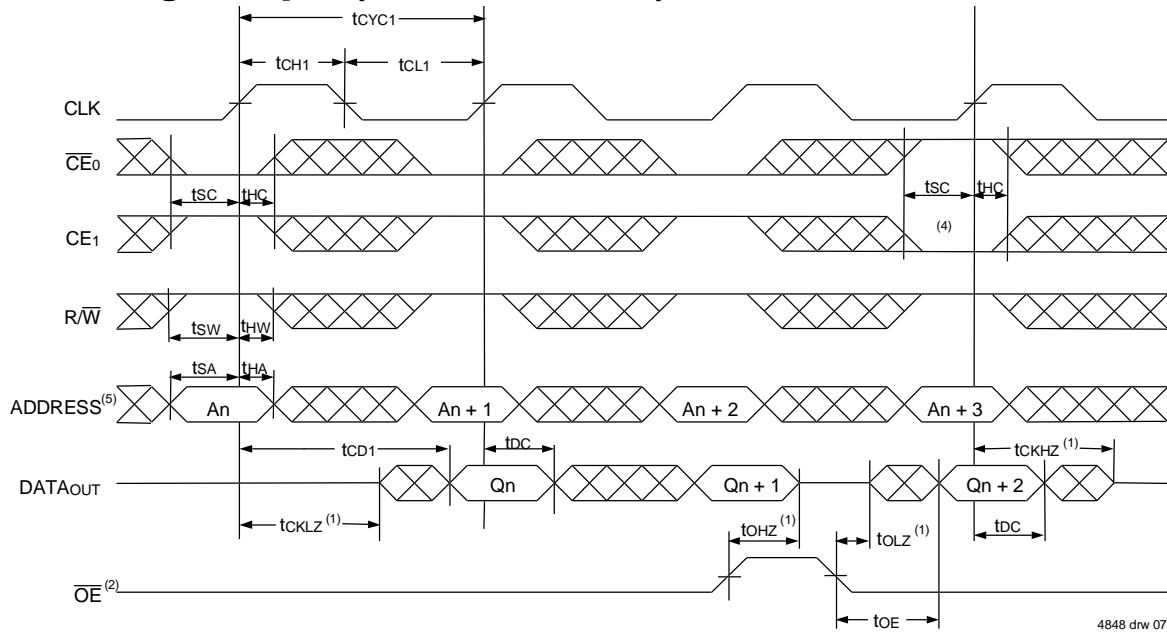 tCYC1
tCH1 tCL1
CLK
CE0
tSC tHC tSC tHC
CE1 (4)
R/W
tSW tHW
tSA tHA
ADDRESS(5) An An + 1 An + 2 An + 3
tCD1 tDC tCKHZ (1)
DATAOUT Qn Qn + 1 Qn + 2
tCKLZ (1) tOHZ (1) tOLZ (1) tDC
OE (2)
tOE
4848 drw 07